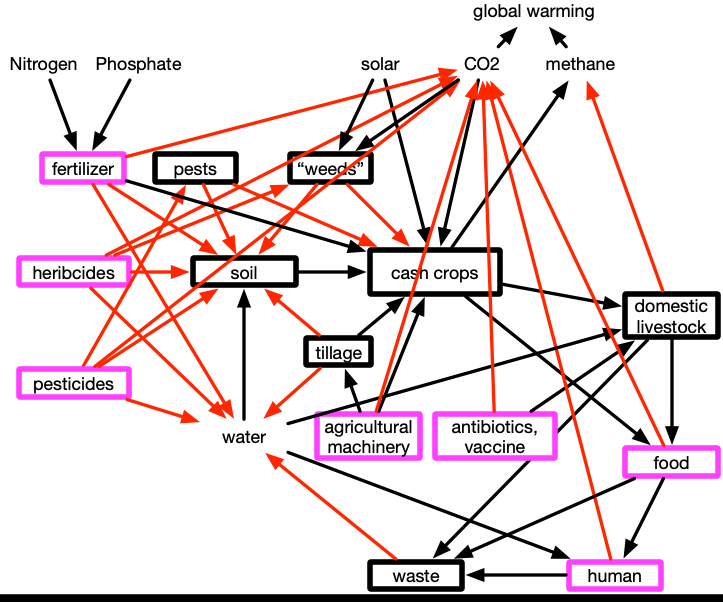 global warming
Nitrogen
Phosphate
solar
CO2
methane
fertilizer
pests
“weeds”
heribcides
soil
cash crops
domestic
livestock
tillage
pesticides
water
agricultural
machinery
antibiotics,
vaccine
food
waste
human